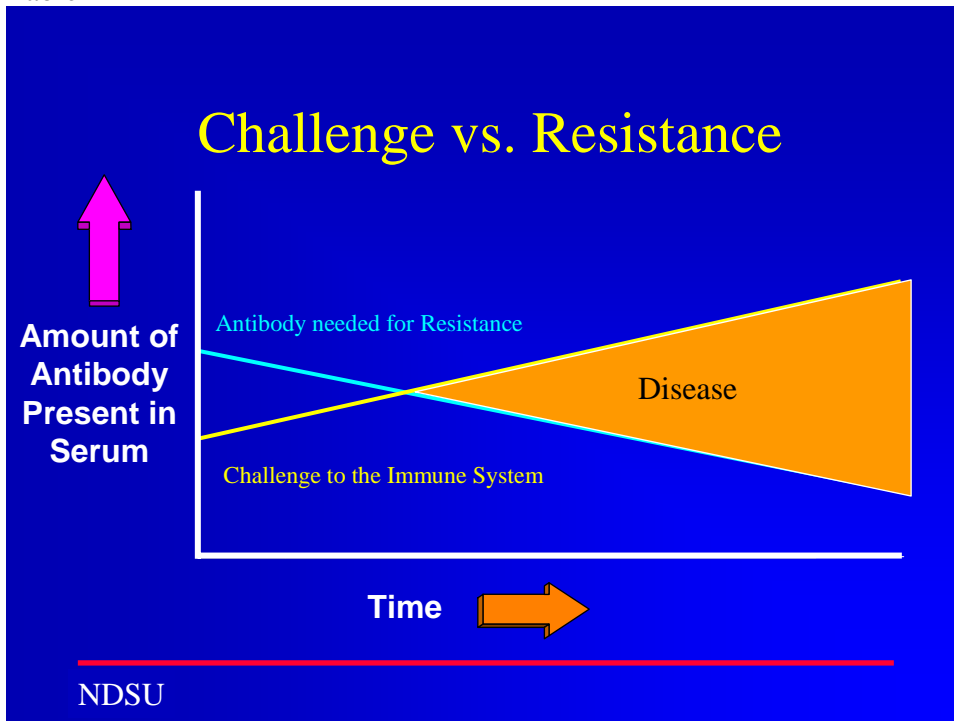 Challenge vs. Resistance
Antibody needed for Resistance
Amount of
Antibody
Present in
Serum
Disease
Challenge to the Immune System
Time
NDSU